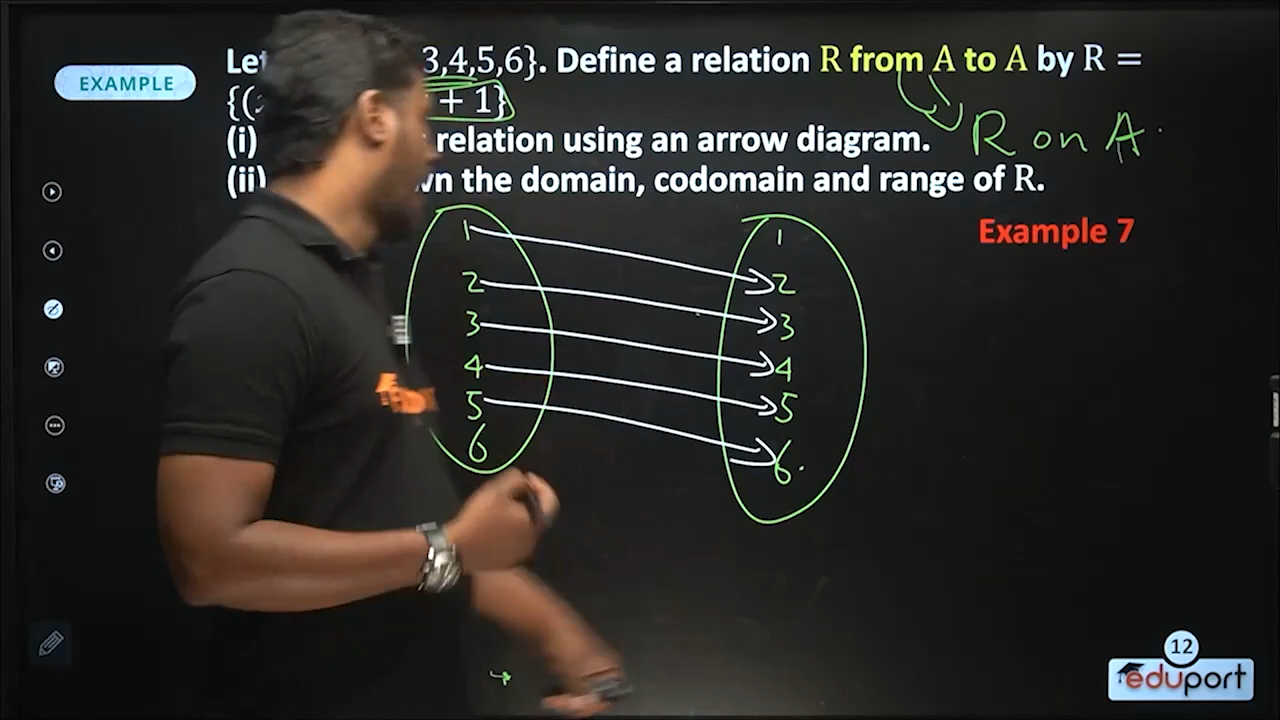 EXAMPLE
Let 3,4,5,6}. Define a relation R from A to A by R =
{( + 1}
(i) relation using an arrow diagram.
(ii) the domain, codomain and range of R.
R on A
Example 7
1 1
2 2
3 3
4 4
5 5
6 6
12
eduport